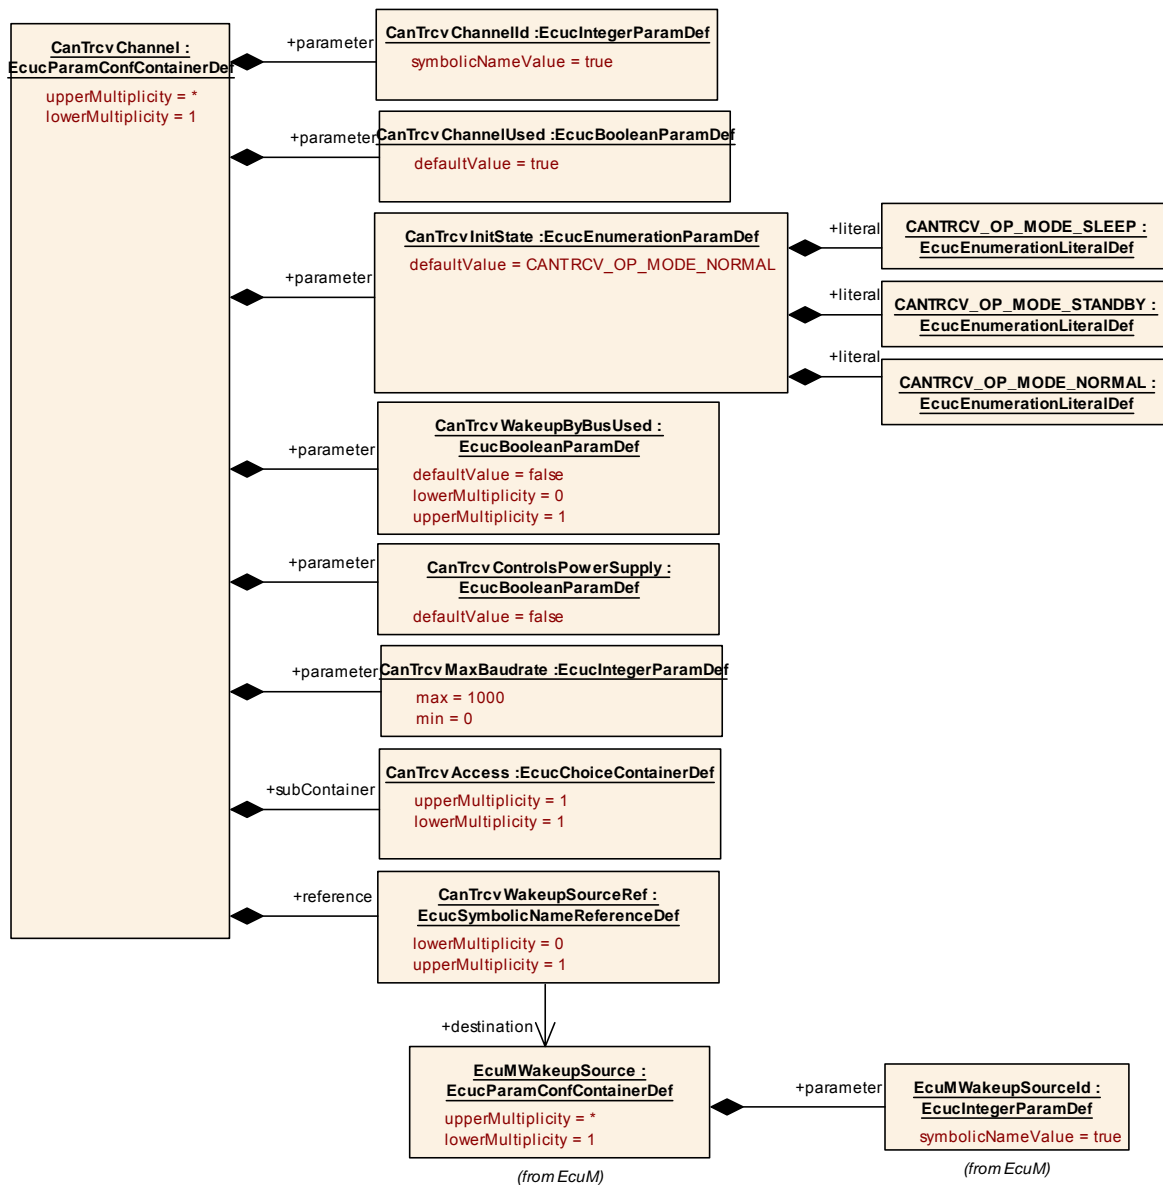 CanTrcvChannel :
EcucParamConfContainerDef
upperMultiplicity = *
lowerMultiplicity = 1
+parameter
CanTrcvChannelId :EcucIntegerParamDef
symbolicNameValue = true
+parameter
CanTrcvChannelUsed :EcucBooleanParamDef
defaultValue = true
+parameter
CanTrcvInitState :EcucEnumerationParamDef
defaultValue = CANTRCV_OP_MODE_NORMAL
+literal
CANTRCV_OP_MODE_SLEEP :
EcucEnumerationLiteralDef
+literal
CANTRCV_OP_MODE_STANDBY :
EcucEnumerationLiteralDef
+literal
CANTRCV_OP_MODE_NORMAL :
EcucEnumerationLiteralDef
+parameter
CanTrcvWakeupByBusUsed :
EcucBooleanParamDef
defaultValue = false
lowerMultiplicity = 0
upperMultiplicity = 1
+parameter
CanTrcvControlsPowerSupply :
EcucBooleanParamDef
defaultValue = false
+parameter
CanTrcvMaxBaudrate :EcucIntegerParamDef
max = 1000
min = 0
+subContainer
CanTrcvAccess :EcucChoiceContainerDef
upperMultiplicity = 1
lowerMultiplicity = 1
+reference
CanTrcvWakeupSourceRef :
EcucSymbolicNameReferenceDef
lowerMultiplicity = 0
upperMultiplicity = 1
+destination
EcuMWakeupSource :
EcucParamConfContainerDef
upperMultiplicity = *
lowerMultiplicity = 1
(from EcuM)
+parameter
EcuMWakeupSourceId :
EcucIntegerParamDef
symbolicNameValue = true
(from EcuM)